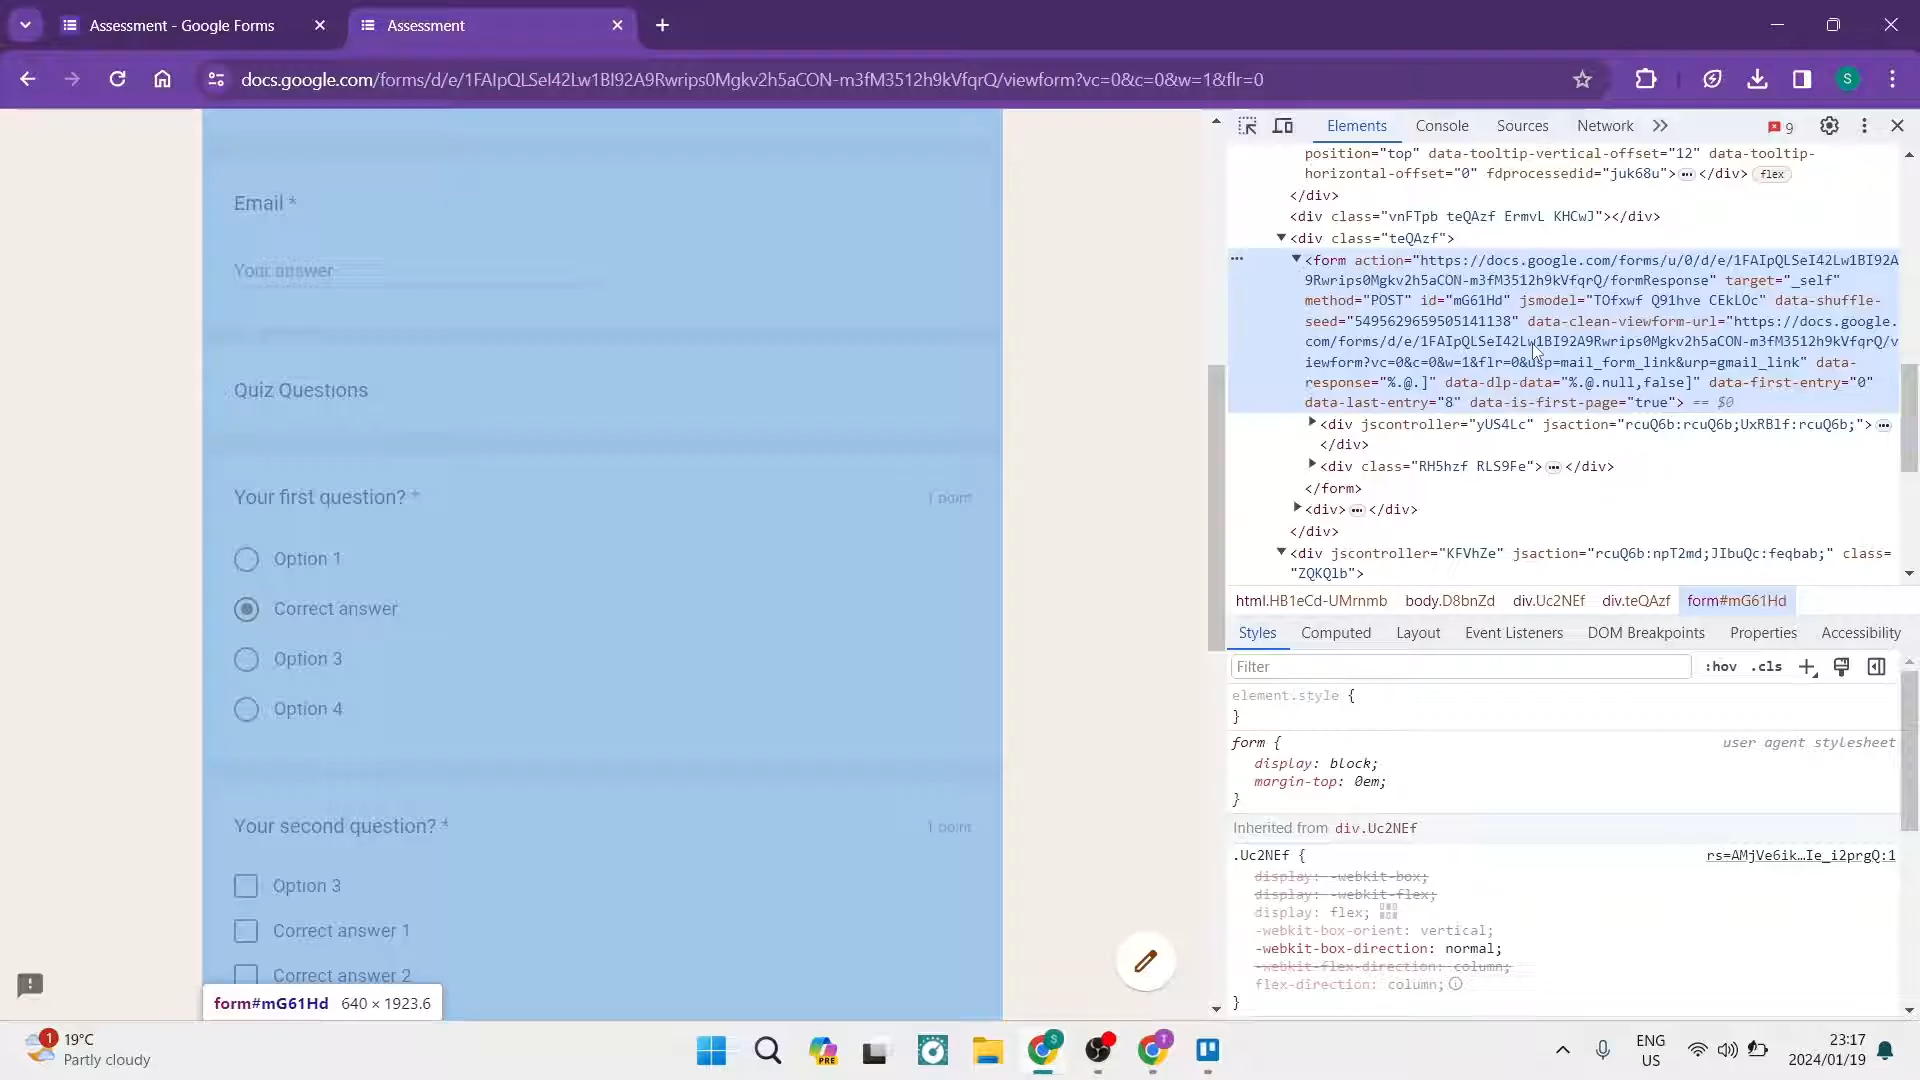 Assessment - Google Forms
Assessment
docs.google.com/forms/d/e/1FAIpQLSeI42Lw1BI92A9Rwrips0Mgkv2h5aCON-m3fM3512h9kVfqrQ/viewform?vc=0&c=0&w=1&flr=0
S
Email *
Your answer
Quiz Questions
Your first question? *
1 point
Option 1
Correct answer
Option 3
Option 4
Your second question? *
1 point
Option 3
Correct answer 1
Correct answer 2
form#mG61Hd 640 × 1923.6
Elements
Console
Sources
Network
9
position="top" data-tooltip-vertical-offset="12" data-tooltip-
horizontal-offset="0" fdprocessedid="juk68u"> ⋯ </div> flex
</div>
<div class="vnFTpb teQAzf ErmvL KHCwJ"></div>
<div class="teQAzf">
<form action="https://docs.google.com/forms/u/0/d/e/1FAIpQLSeI42Lw1BI92A
9Rwrips0Mgkv2h5aCON-m3fM3512h9kVfqrQ/formResponse" target="_self"
method="POST" id="mG61Hd" jsmodel="TOfxwf Q91hve CEkLOc" data-shuffle-
seed="5495629659505141138" data-clean-viewform-url="https://docs.google.
com/forms/d/e/1FAIpQLSeI42Lw1BI92A9Rwrips0Mgkv2h5aCON-m3fM3512h9kVfqrQ/v
iewform?vc=0&c=0&w=1&flr=0&usp=mail_form_link&urp=gmail_link" data-
response="%.@.]" data-dlp-data="%.@.null,false]" data-first-entry="0"
data-last-entry="8" data-is-first-page="true"> == $0
<div jscontroller="yUS4Lc" jsaction="rcuQ6b:rcuQ6b;UxRBlf:rcuQ6b;"> ⋯
</div>
<div class="RH5hzf RLS9Fe"> ⋯ </div>
</form>
<div> ⋯ </div>
</div>
<div jscontroller="KFVhZe" jsaction="rcuQ6b:npT2md;JIbuQc:feqbab;" class=
"ZQKQlb">
html.HB1eCd-UMrnmb body.D8bnZd div.Uc2NEf div.teQAzf form#mG61Hd
Styles Computed Layout Event Listeners DOM Breakpoints Properties Accessibility
Filter
:hov .cls
element.style {
}
form {
user agent stylesheet
display: block;
margin-top: 0em;
}
Inherited from div.Uc2NEf
.Uc2NEf {
rs=AMjVe6ik…Ie_i2prgQ:1
display: -webkit-box;
display: -webkit-flex;
display: flex;
-webkit-box-orient: vertical;
-webkit-box-direction: normal;
-webkit-flex-direction: column;
flex-direction: column;
}
1
19°C
Partly cloudy
PRE
S
T
ENG
US
23:17
2024/01/19